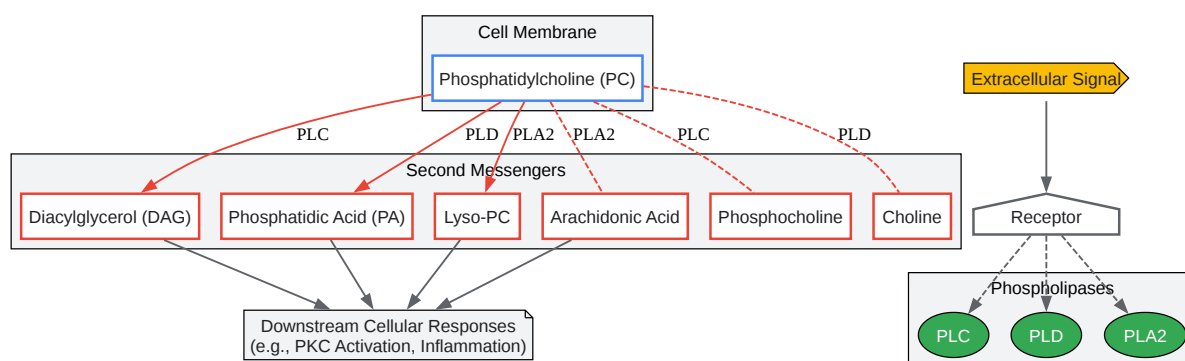 Cell Membrane
Phosphatidylcholine (PC)
Extracellular Signal
PLC
PLD
PLA2
PLA2
PLC
PLD
Second Messengers
Diacylglycerol (DAG)
Phosphatidic Acid (PA)
Lyso-PC
Arachidonic Acid
Phosphocholine
Choline
Receptor
Downstream Cellular Responses
(e.g., PKC Activation, Inflammation)
Phospholipases
PLC
PLD
PLA2